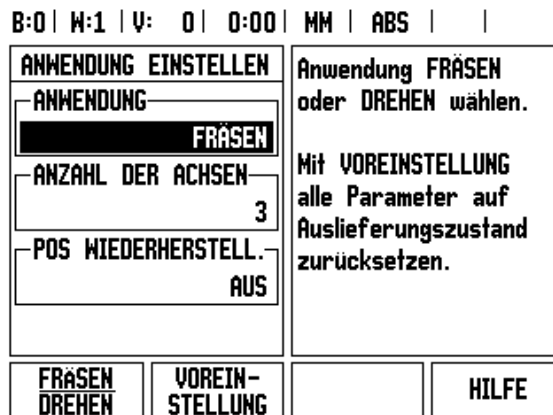 B:0| W:1 |V: 0| 0:00| MM | ABS | |
ANWENDUNG EINSTELLEN
ANWENDUNG
FRÄSEN
ANZAHL DER ACHSEN
3
POS WIEDERHERSTELL.
AUS
Anwendung FRÄSEN
oder DREHEN wählen.
Mit VOREINSTELLUNG
alle Parameter auf
Auslieferungszustand
zurücksetzen.
FRÄSEN
DREHEN
VOREIN-
STELLUNG
HILFE